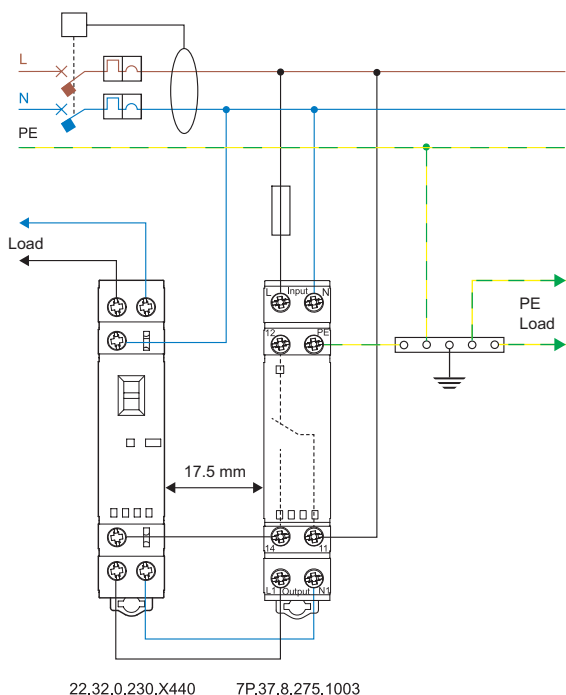 L
N
PE
Load
L Input N
12 PE
PE
Load
17.5 mm
14 11
L1 Output N1
22.32.0.230.X440 7P.37.8.275.1003